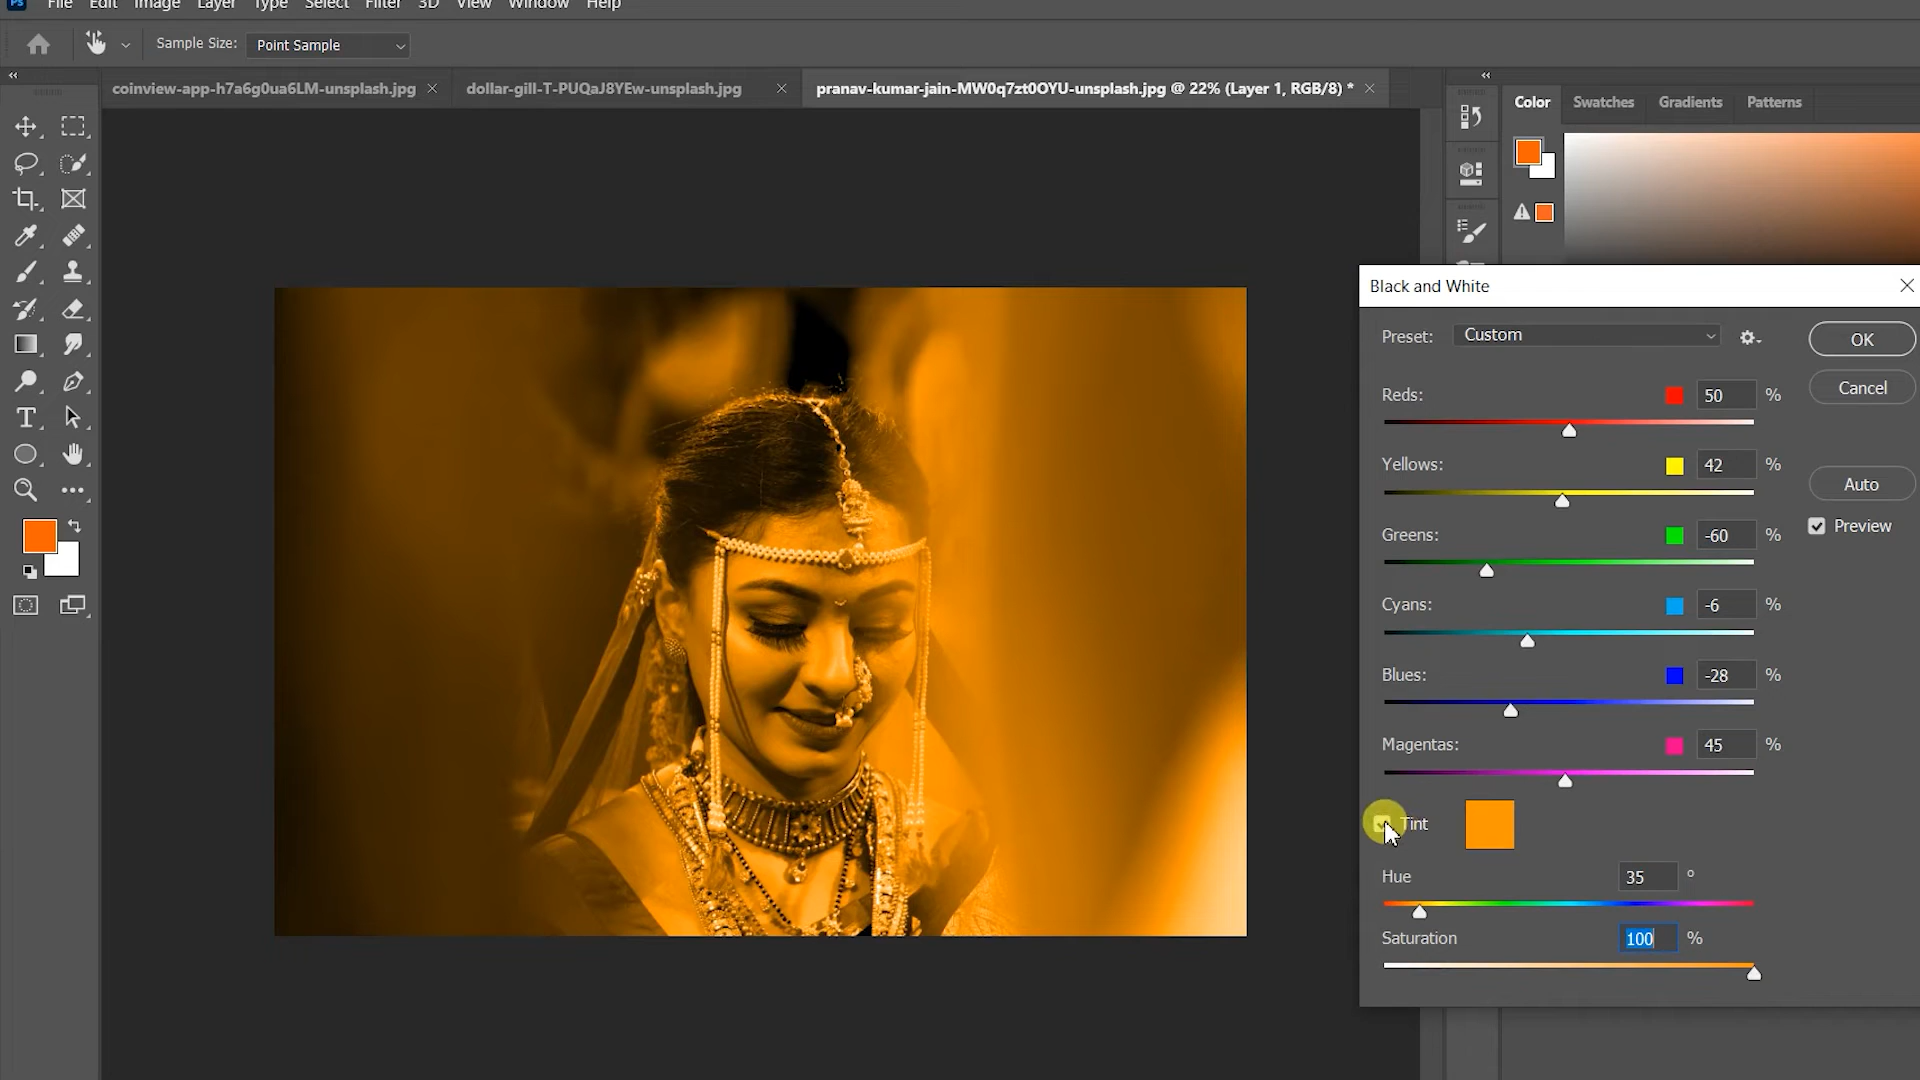 Ps File Edit Image Layer Type Select Filter 3D View Window Help
Sample Size: Point Sample
coinview-app-h7a6g0ua6LM-unsplash.jpg dollar-gill-T-PUQaJ8YEw-unsplash.jpg pranav-kumar-jain-MW0q7zt0OYU-unsplash.jpg @ 22% (Layer 1, RGB/8) *
Color Swatches Gradients Patterns
Black and White
Preset: Custom
OK
Reds: 50 %
Cancel
Yellows: 42 %
Auto
Greens: -60 %
Preview
Cyans: -6 %
Blues: -28 %
Magentas: 45 %
Tint
Hue 35 °
Saturation 100 %